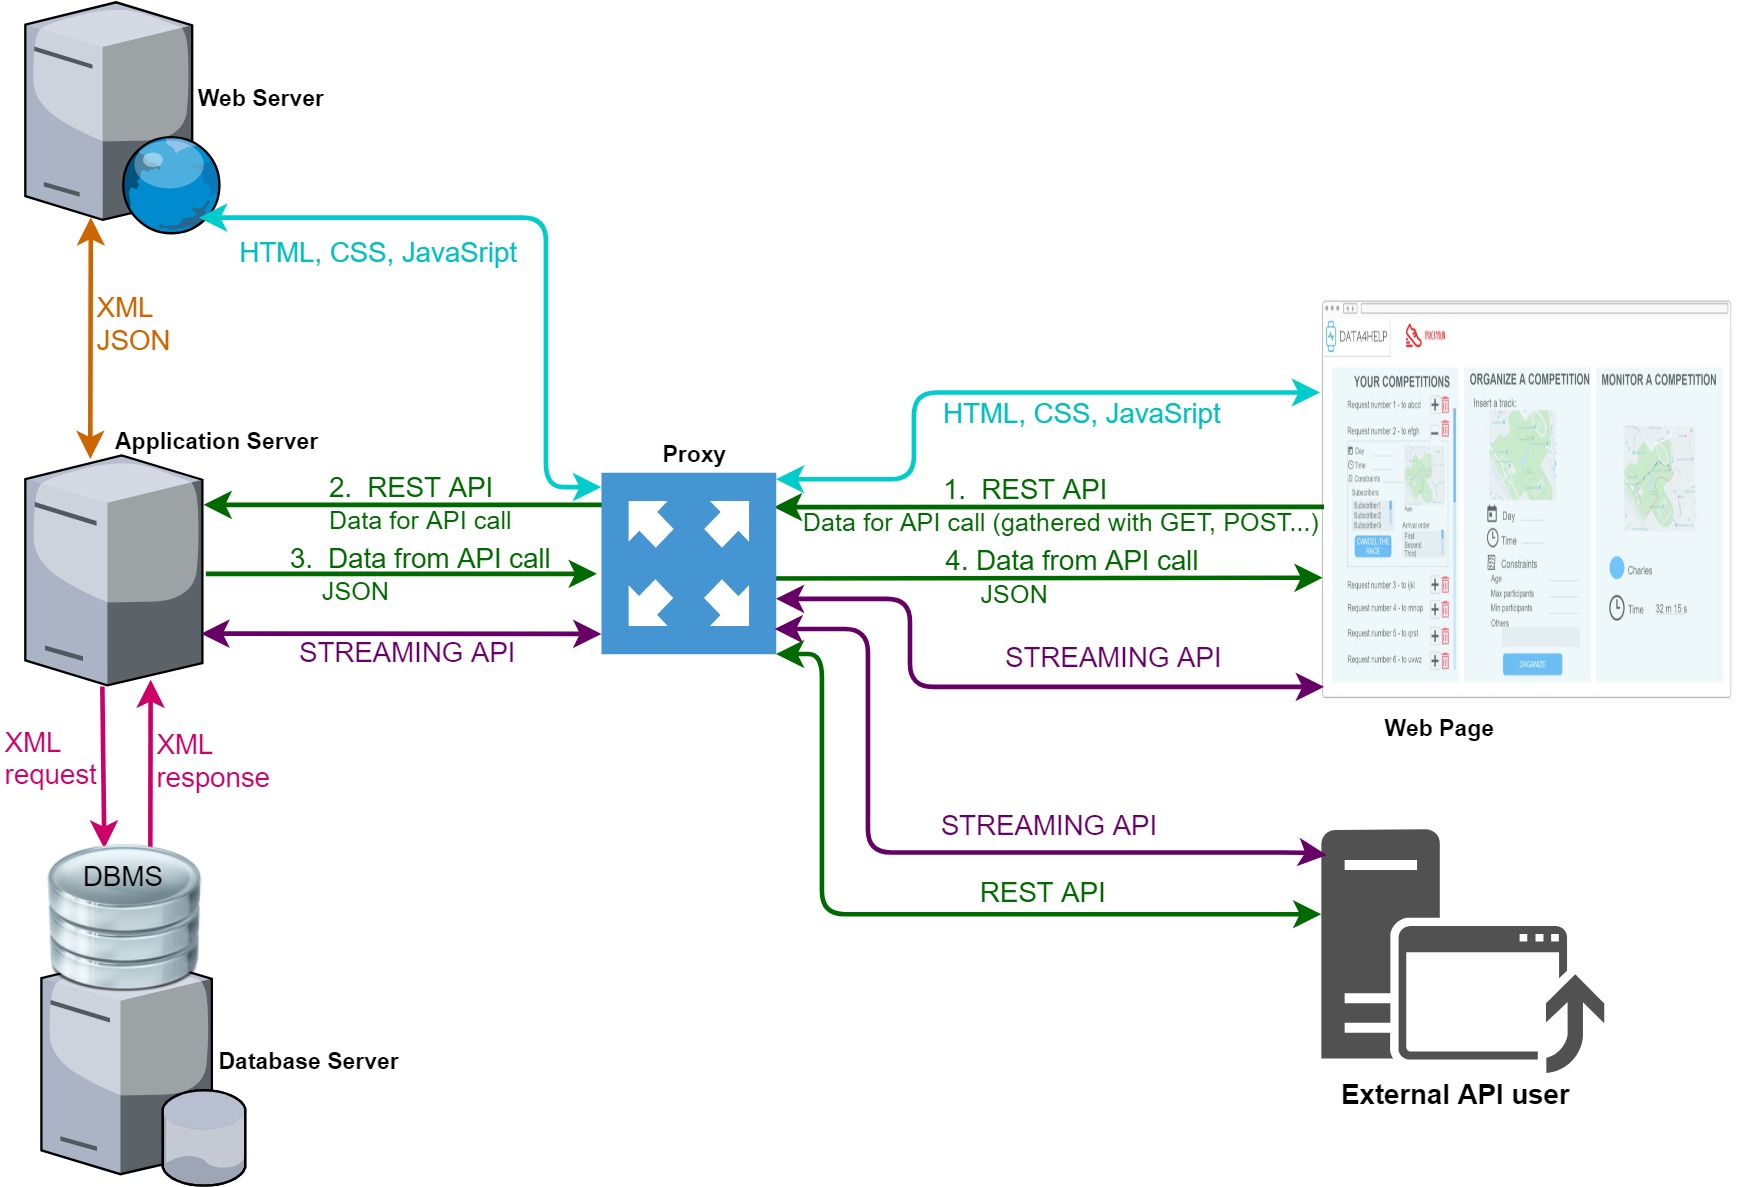 Web Server
HTML, CSS, JavaSript
XML
JSON
Application Server
2. REST API
Data for API call
3. Data from API call
JSON
STREAMING API
XML
request
XML
response
DBMS
Database Server
Proxy
HTML, CSS, JavaSript
1. REST API
Data for API call (gathered with GET, POST...)
4. Data from API call
JSON
STREAMING API
STREAMING API
REST API
DATA4HELP
YOUR COMPETITIONS
Request number 1 - to abcd
Request number 2 - to efgh
Day
Time
Constraints
Subscribers
Subscriber1
Subscriber2
Subscriber3
CANCEL THE
RACE
Path
Arrival order
First
Second
Third
Request number 3 - to ijkl
Request number 4 - to mnop
Request number 5 - to qrst
Request number 6 - to uvwz
ORGANIZE A COMPETITION
Insert a track:
Day
Time
Constraints
Age
Max participants
Min participants
Others
ORGANIZE
MONITOR A COMPETITION
Charles
Time 32 m 15 s
Web Page
External API user